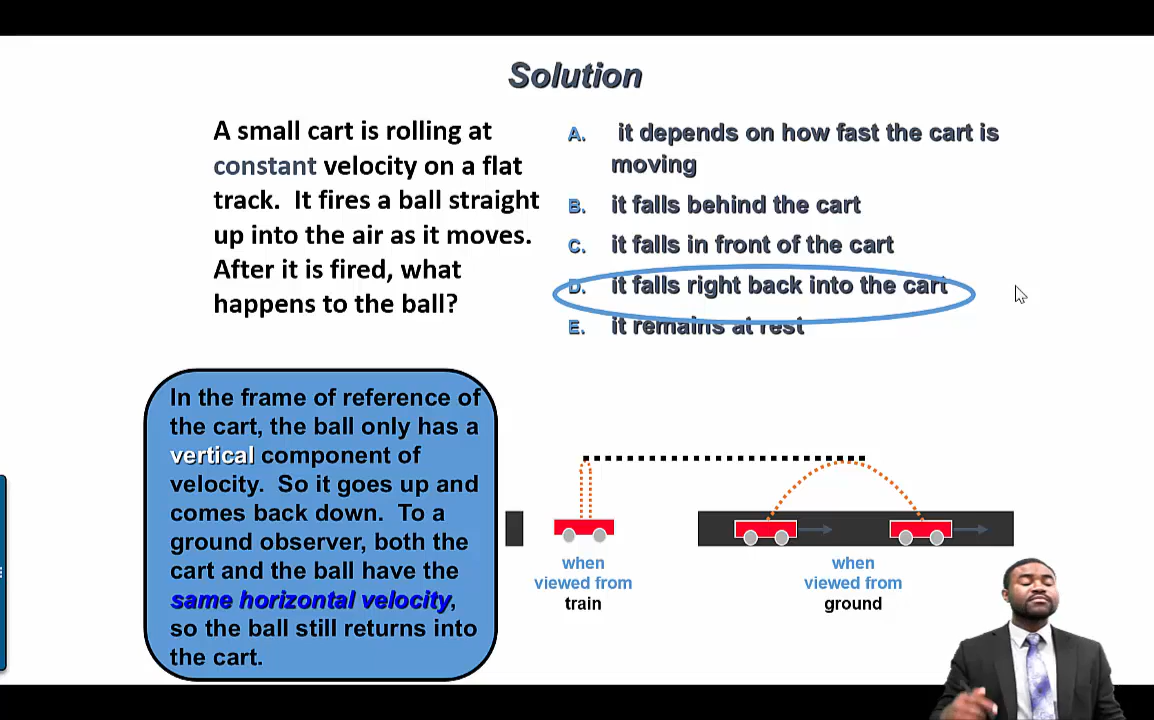 Solution
A small cart is rolling at
constant velocity on a flat
track. It fires a ball straight
up into the air as it moves.
After it is fired, what
happens to the ball?
A. it depends on how fast the cart is
moving
B. it falls behind the cart
C. it falls in front of the cart
D. it falls right back into the cart
E. it remains at rest
In the frame of reference of
the cart, the ball only has a
vertical component of
velocity. So it goes up and
comes back down. To a
ground observer, both the
cart and the ball have the
same horizontal velocity,
so the ball still returns into
the cart.
when
viewed from
train
when
viewed from
ground